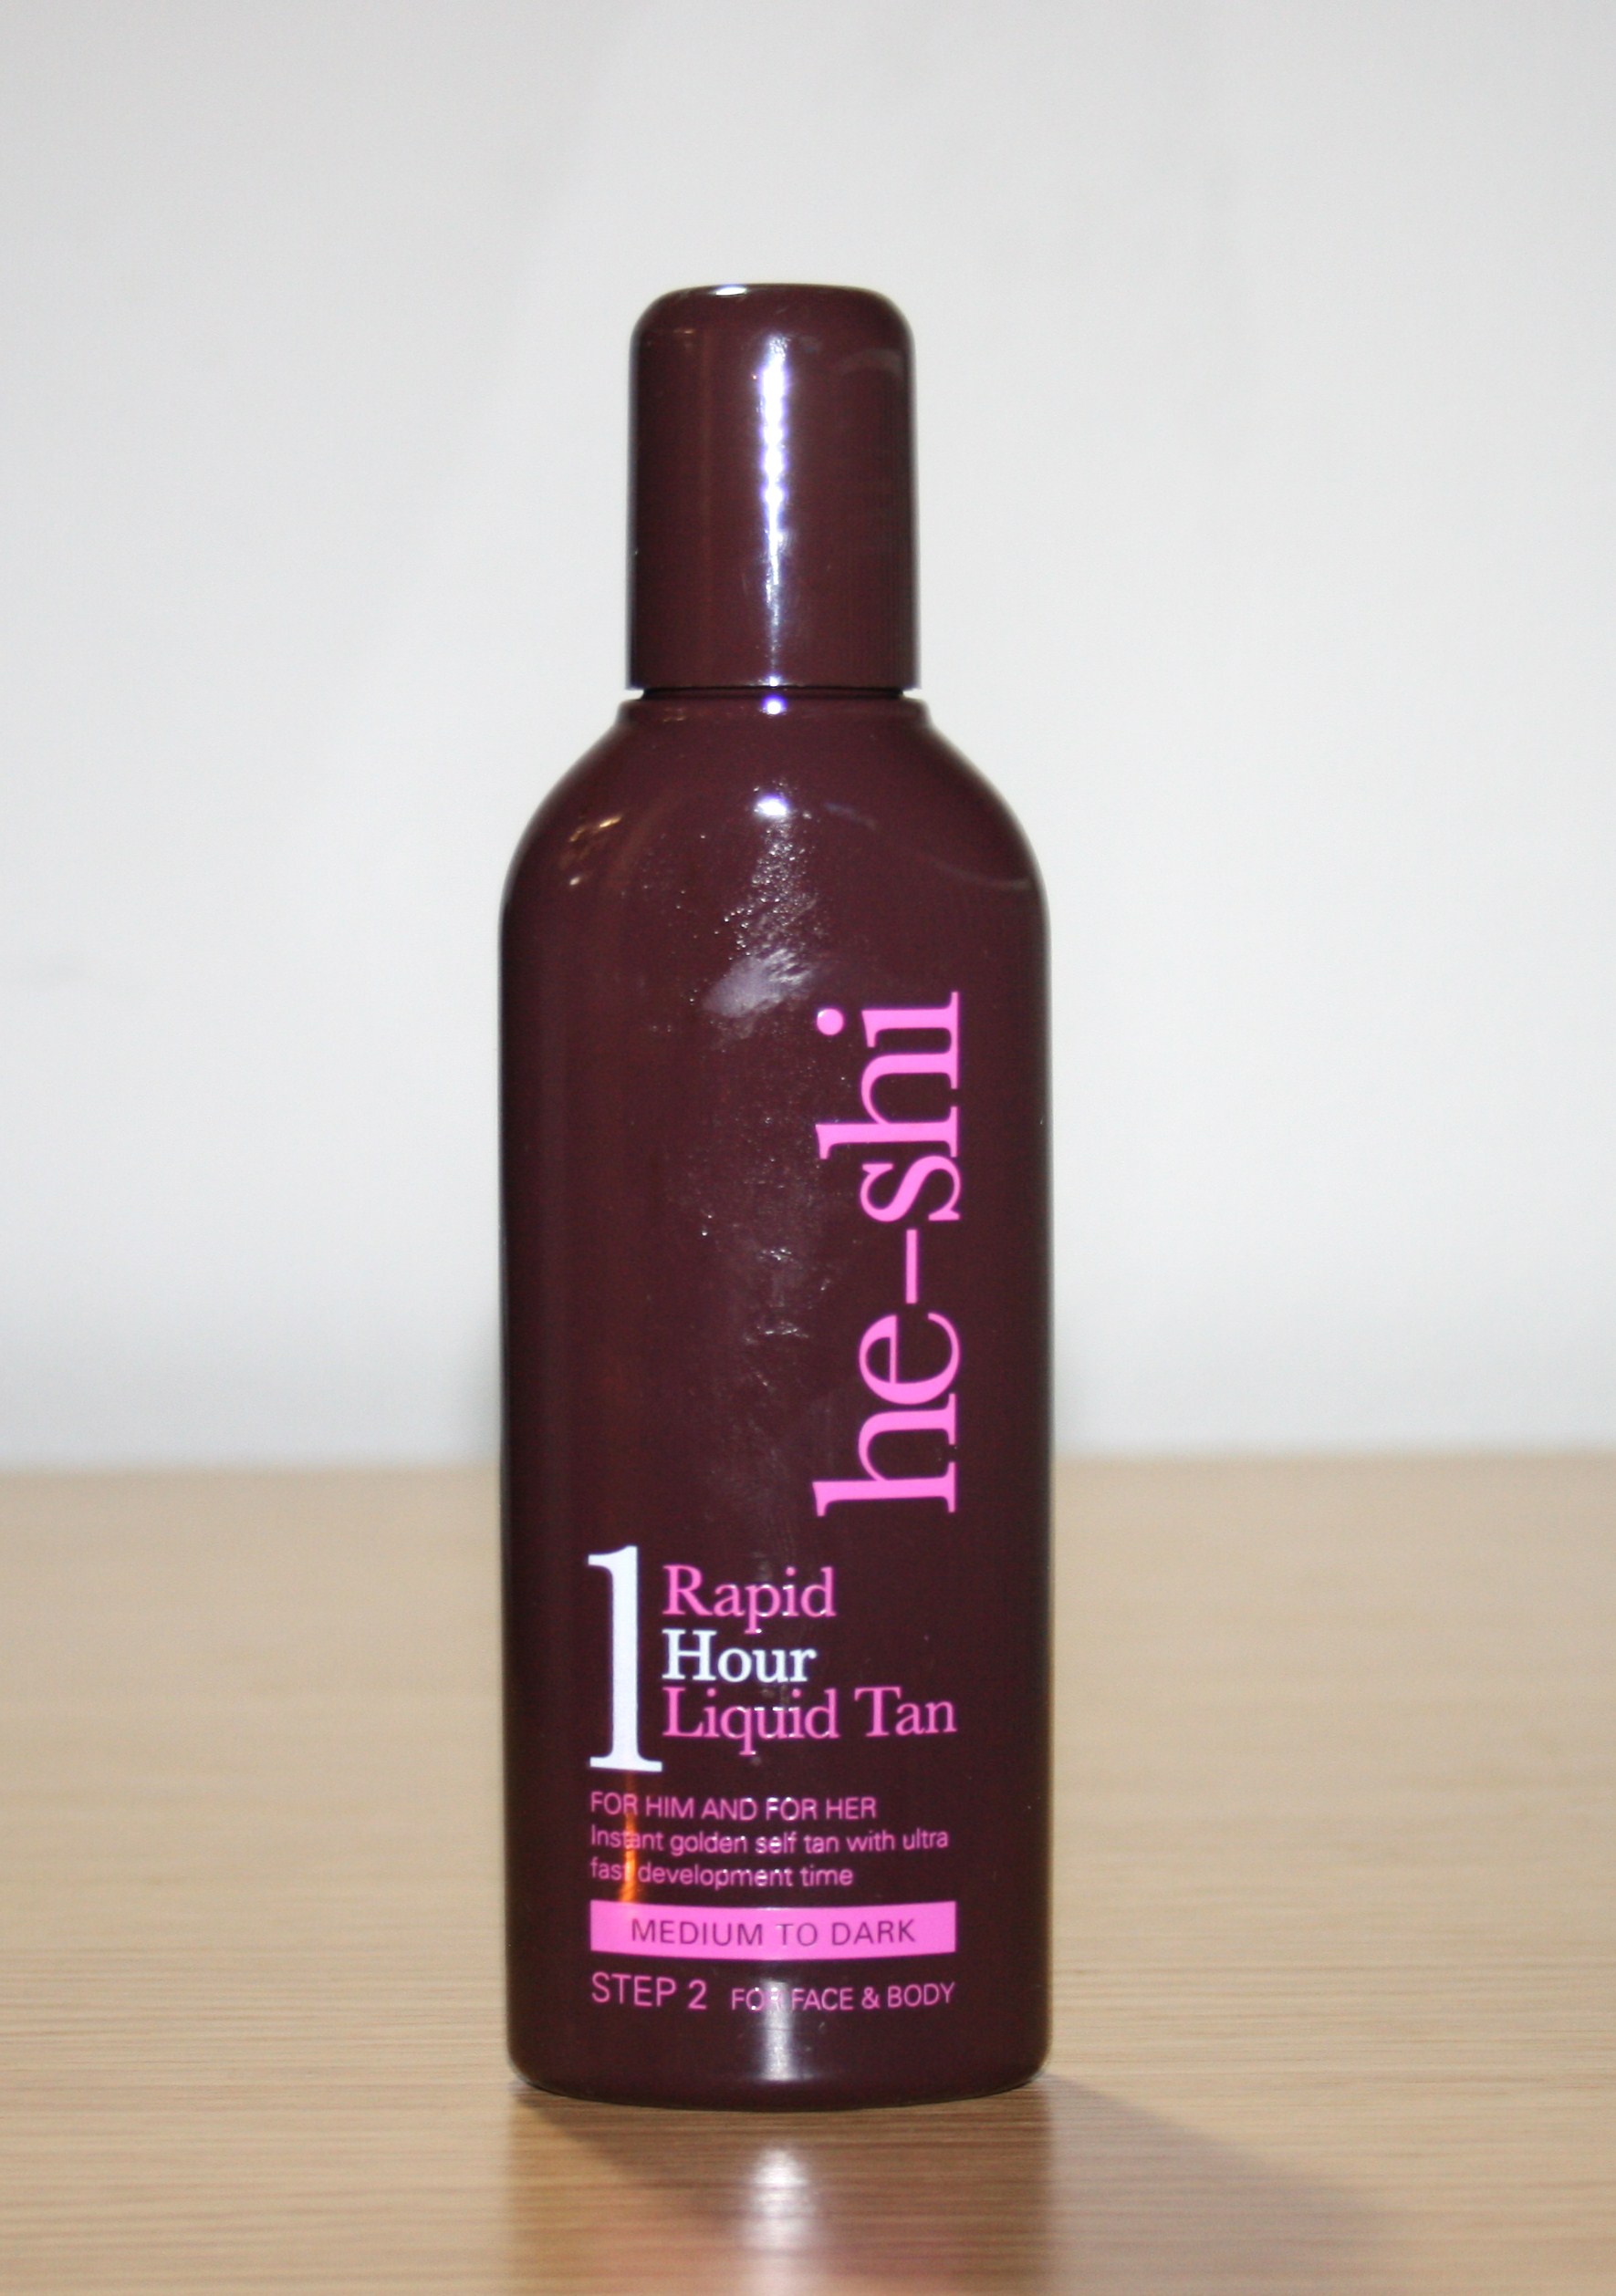 he-shi
1 Rapid
Hour
Liquid Tan
FOR HIM AND FOR HER
Instant golden self tan with ultra
fast development time
MEDIUM TO DARK
STEP 2 FOR FACE & BODY